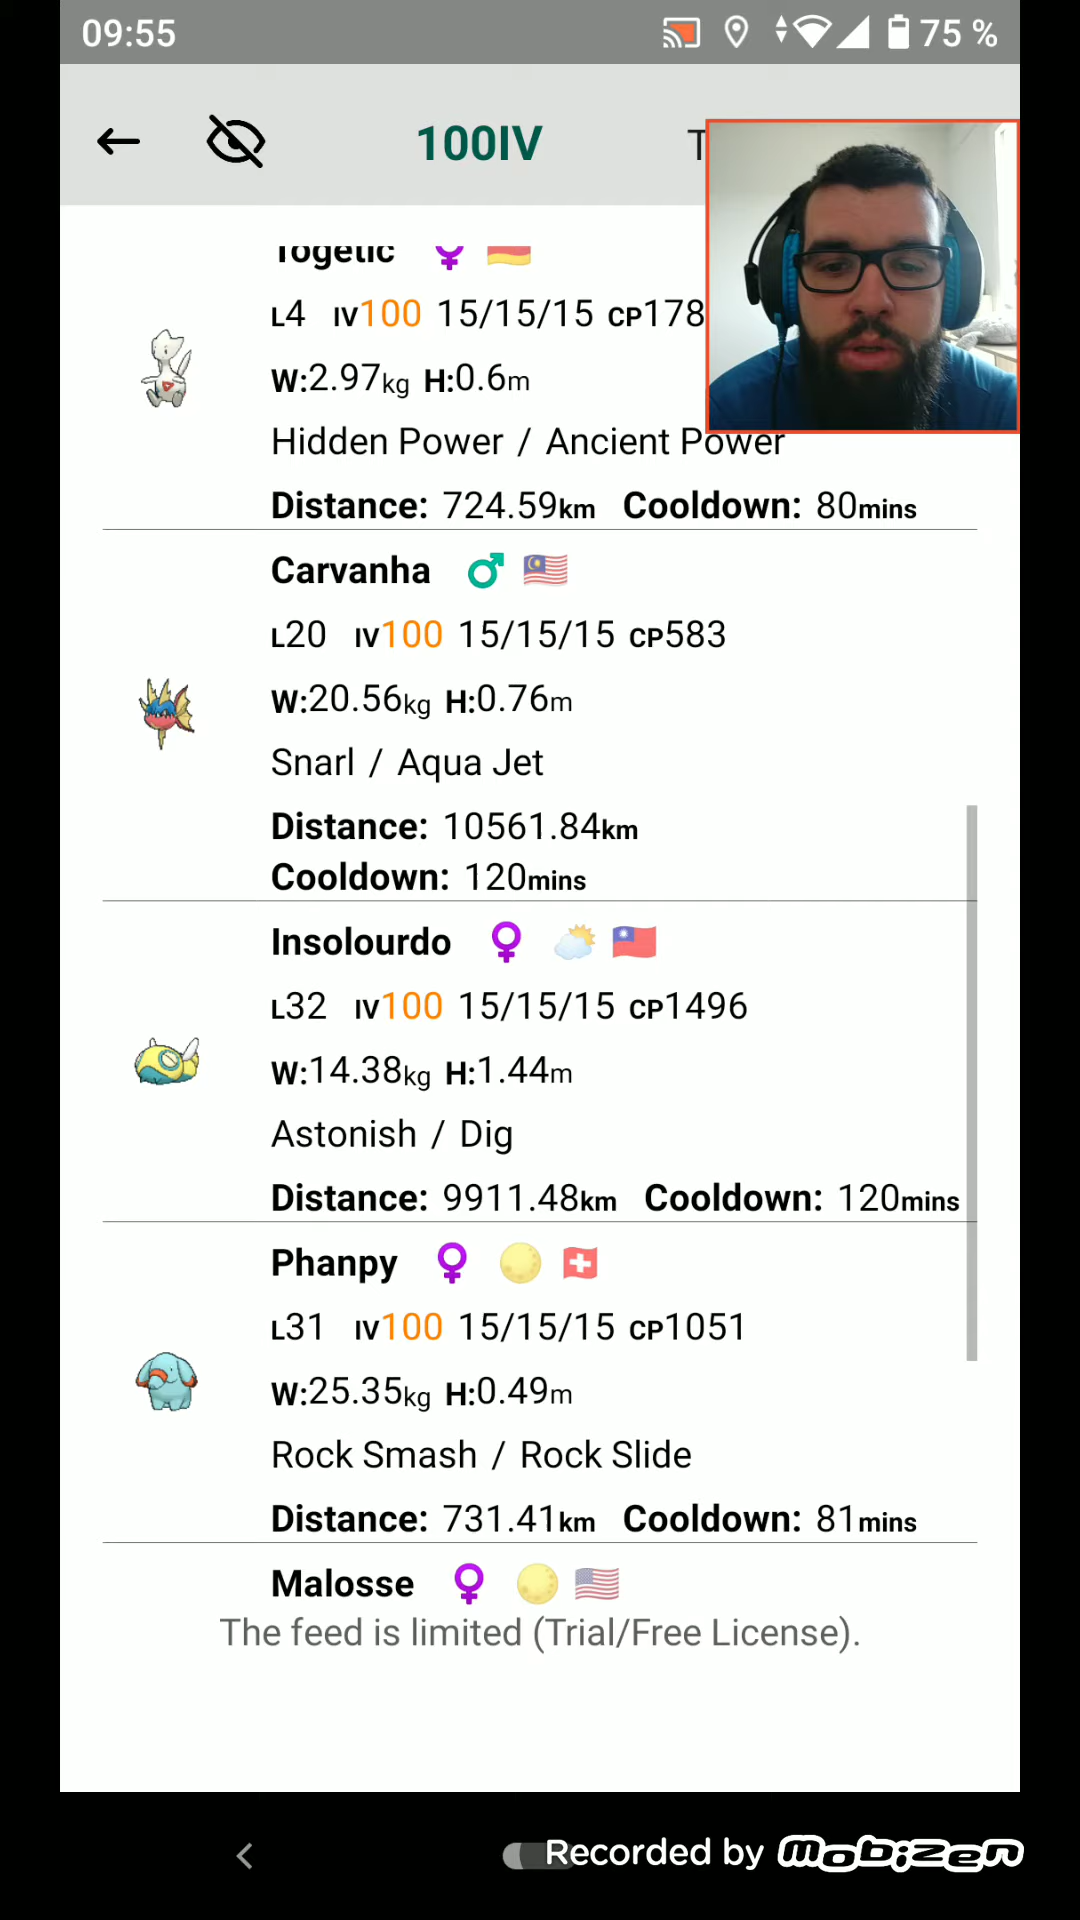 09:55
75 %
100IV
T
Togetic
L4 IV100 15/15/15 CP178
W:2.97kg H:0.6m
Hidden Power / Ancient Power
Distance: 724.59km Cooldown: 80mins
Carvanha
L20 IV100 15/15/15 CP583
W:20.56kg H:0.76m
Snarl / Aqua Jet
Distance: 10561.84km
Cooldown: 120mins
Insolourdo
L32 IV100 15/15/15 CP1496
W:14.38kg H:1.44m
Astonish / Dig
Distance: 9911.48km Cooldown: 120mins
Phanpy
L31 IV100 15/15/15 CP1051
W:25.35kg H:0.49m
Rock Smash / Rock Slide
Distance: 731.41km Cooldown: 81mins
Malosse
The feed is limited (Trial/Free License).
Recorded by mobizen